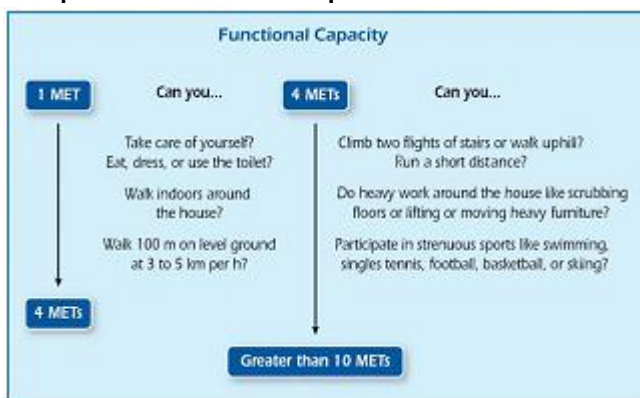 Functional Capacity
1 MET
Can you...
Take care of yourself?
Eat, dress, or use the toilet?
Walk indoors around
the house?
Walk 100 m on level ground
at 3 to 5 km per h?
4 METs
4 METs
Can you...
Climb two flights of stairs or walk uphill?
Run a short distance?
Do heavy work around the house like scrubbing
floors or lifting or moving heavy furniture?
Participate in strenuous sports like swimming,
singles tennis, football, basketball, or skiing?
Greater than 10 METs